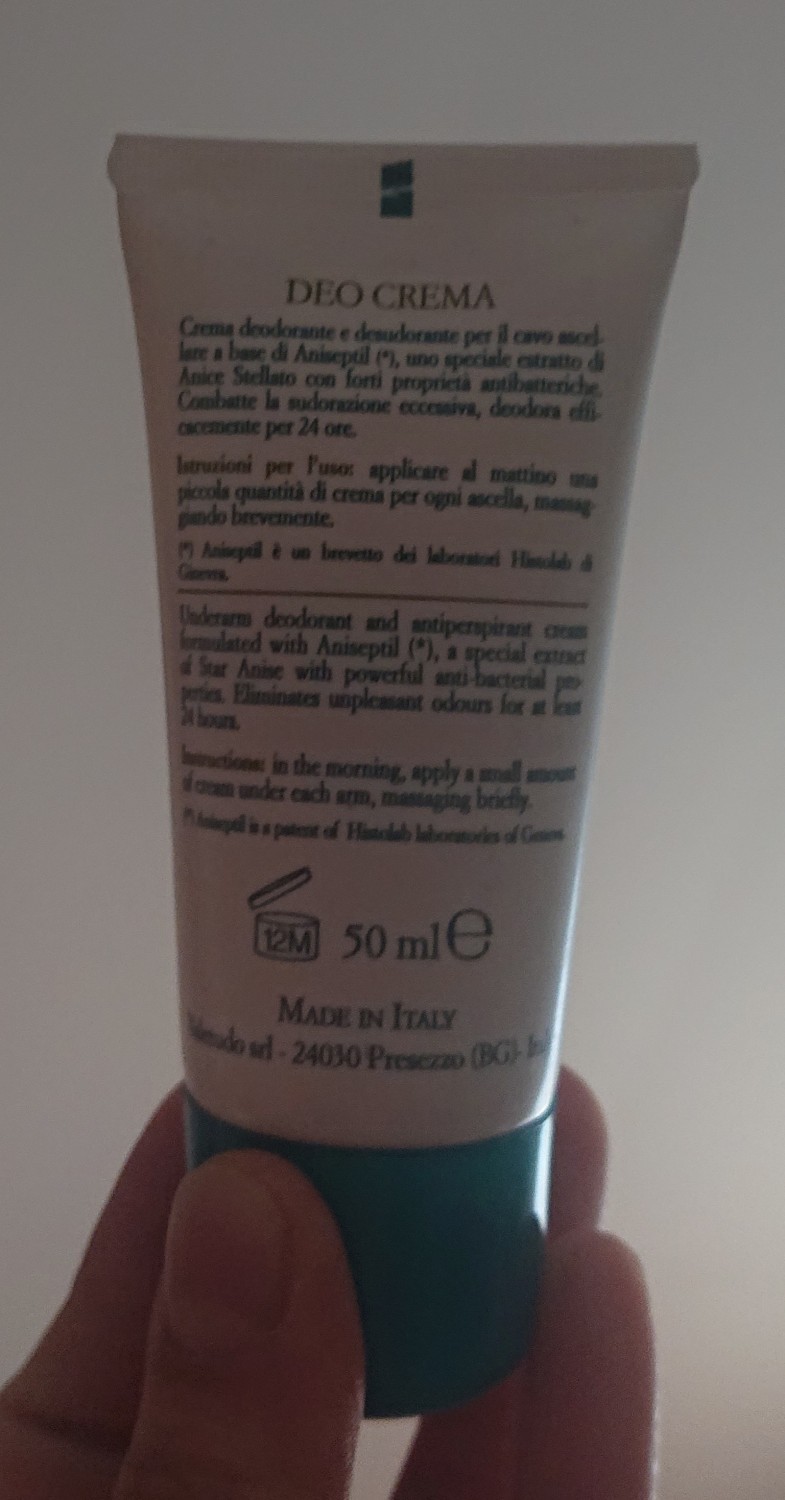 DEO CREMA
Crema deodorante e desudorante per il cavo ascel-
lare a base di Aniseptil (*), uno speciale estratto di
Anice Stellato con forti proprietà antibatteriche.
Combatte la sudorazione eccessiva, deodora effi-
cacemente per 24 ore.
Istruzioni per l'uso: applicare al mattino una
piccola quantità di crema per ogni ascella, massag-
giando brevemente.
(*) Aniseptil è un brevetto dei laboratori Histolab di
Ginevra.
Underarm deodorant and antiperspirant cream
formulated with Aniseptil (*), a special extract
of Star Anise with powerful anti-bacterial pro-
perties. Eliminates unpleasant odours for at least
24 hours.
Instructions: in the morning, apply a small amount
of cream under each arm, massaging briefly.
(*) Aniseptil is a patent of Histolab laboratories of Geneva
12M 50 ml e
MADE IN ITALY
srl - 24030 Presezzo (BG)-